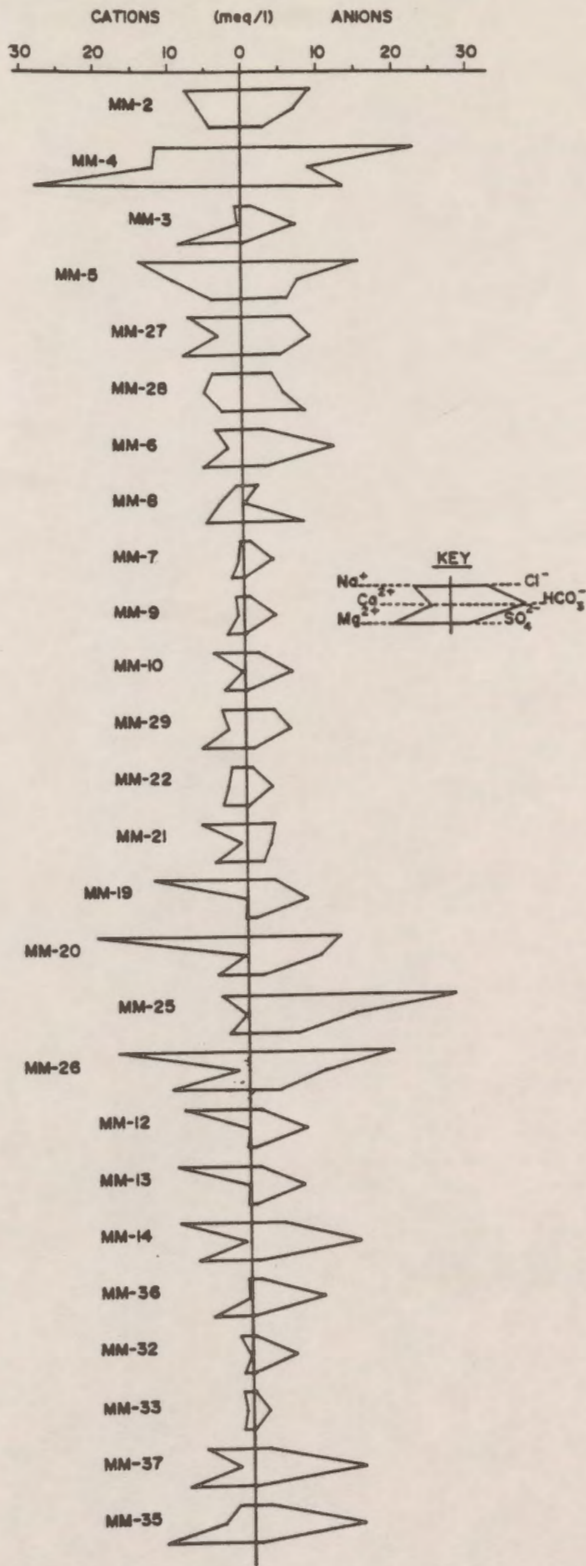 CATIONS (meq/l) ANIONS
30 20 10 0 10 20 30
MM-2
MM-4
MM-3
MM-5
MM-27
MM-28
MM-6
MM-8
MM-7
MM-9
MM-10
MM-29
MM-22
MM-21
MM-19
MM-20
MM-25
MM-26
MM-12
MM-13
MM-14
MM-36
MM-32
MM-33
MM-37
MM-35
KEY
Na⁺ Cl⁻
Ca²⁺ HCO₃⁻
Mg²⁺ SO₄²⁻